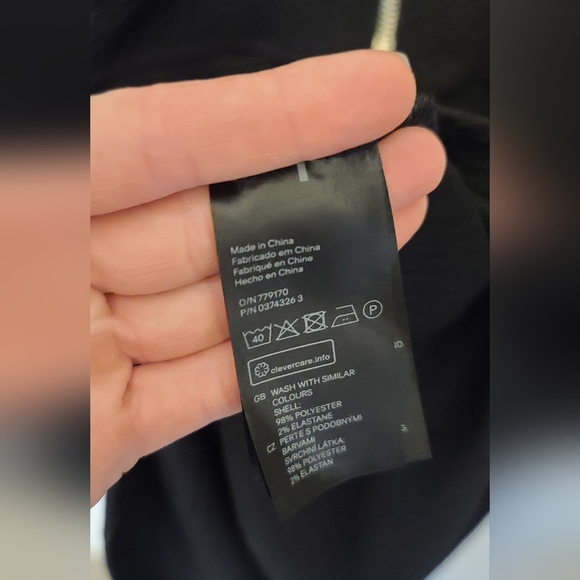 Made in China
Fabricado em China
Fabriqué en Chine
Hecho en China
O/N 779170
P/N 0374326 3
40 P
clevercare.info
GB WASH WITH SIMILAR
COLOURS
SHELL:
98% POLYESTER
2% ELASTANE
CZ PERTE S PODOBNÝMI
BARVAMI
SVRCHNÍ LÁTKA:
98% POLYESTER
2% ELASTAN
ID